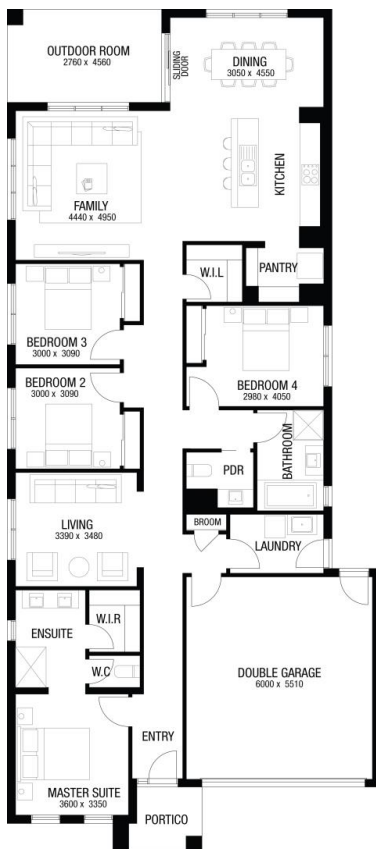 OUTDOOR ROOM
2760 x 4560
SLIDING
DOOR
DINING
3050 x 4550
KITCHEN
FAMILY
4440 x 4950
W.I.L
PANTRY
BEDROOM 3
3000 x 3090
BEDROOM 4
2980 x 4050
BEDROOM 2
3000 x 3090
BATHROOM
PDR
LIVING
3390 x 3480
BROOM
LAUNDRY
W.I.R
ENSUITE
W.C
DOUBLE GARAGE
6000 x 5510
ENTRY
MASTER SUITE
3600 x 3350
PORTICO